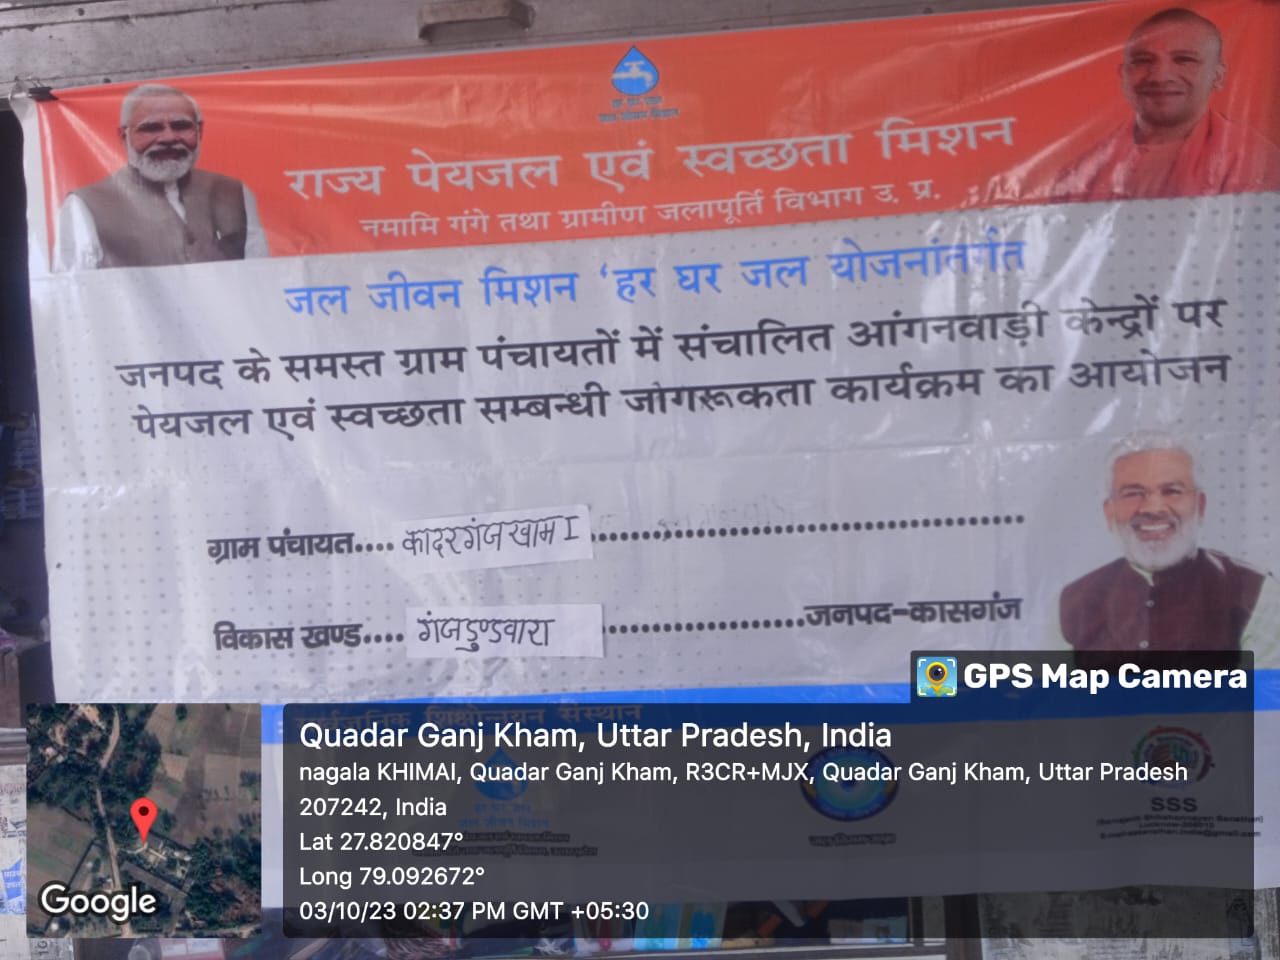 राज्य पेयजल एवं स्वच्छता मिशन
नमामि गंगे तथा ग्रामीण जलापूर्ति विभाग उ. प्र.
जल जीवन मिशन ‘हर घर जल योजनांतर्गत
जनपद के समस्त ग्राम पंचायतों में संचालित आंगनवाड़ी केन्द्रों पर
पेयजल एवं स्वच्छता सम्बन्धी जागरूकता कार्यक्रम का आयोजन
ग्राम पंचायत.... कादरगंज खाम I
विकास खण्ड.... गंजडुण्डवारा ....................जनपद-कासगंज
GPS Map Camera
Quadar Ganj Kham, Uttar Pradesh, India
nagala KHIMAI, Quadar Ganj Kham, R3CR+MJX, Quadar Ganj Kham, Uttar Pradesh
207242, India
Lat 27.820847°
Long 79.092672°
03/10/23 02:37 PM GMT +05:30
Google
SSS